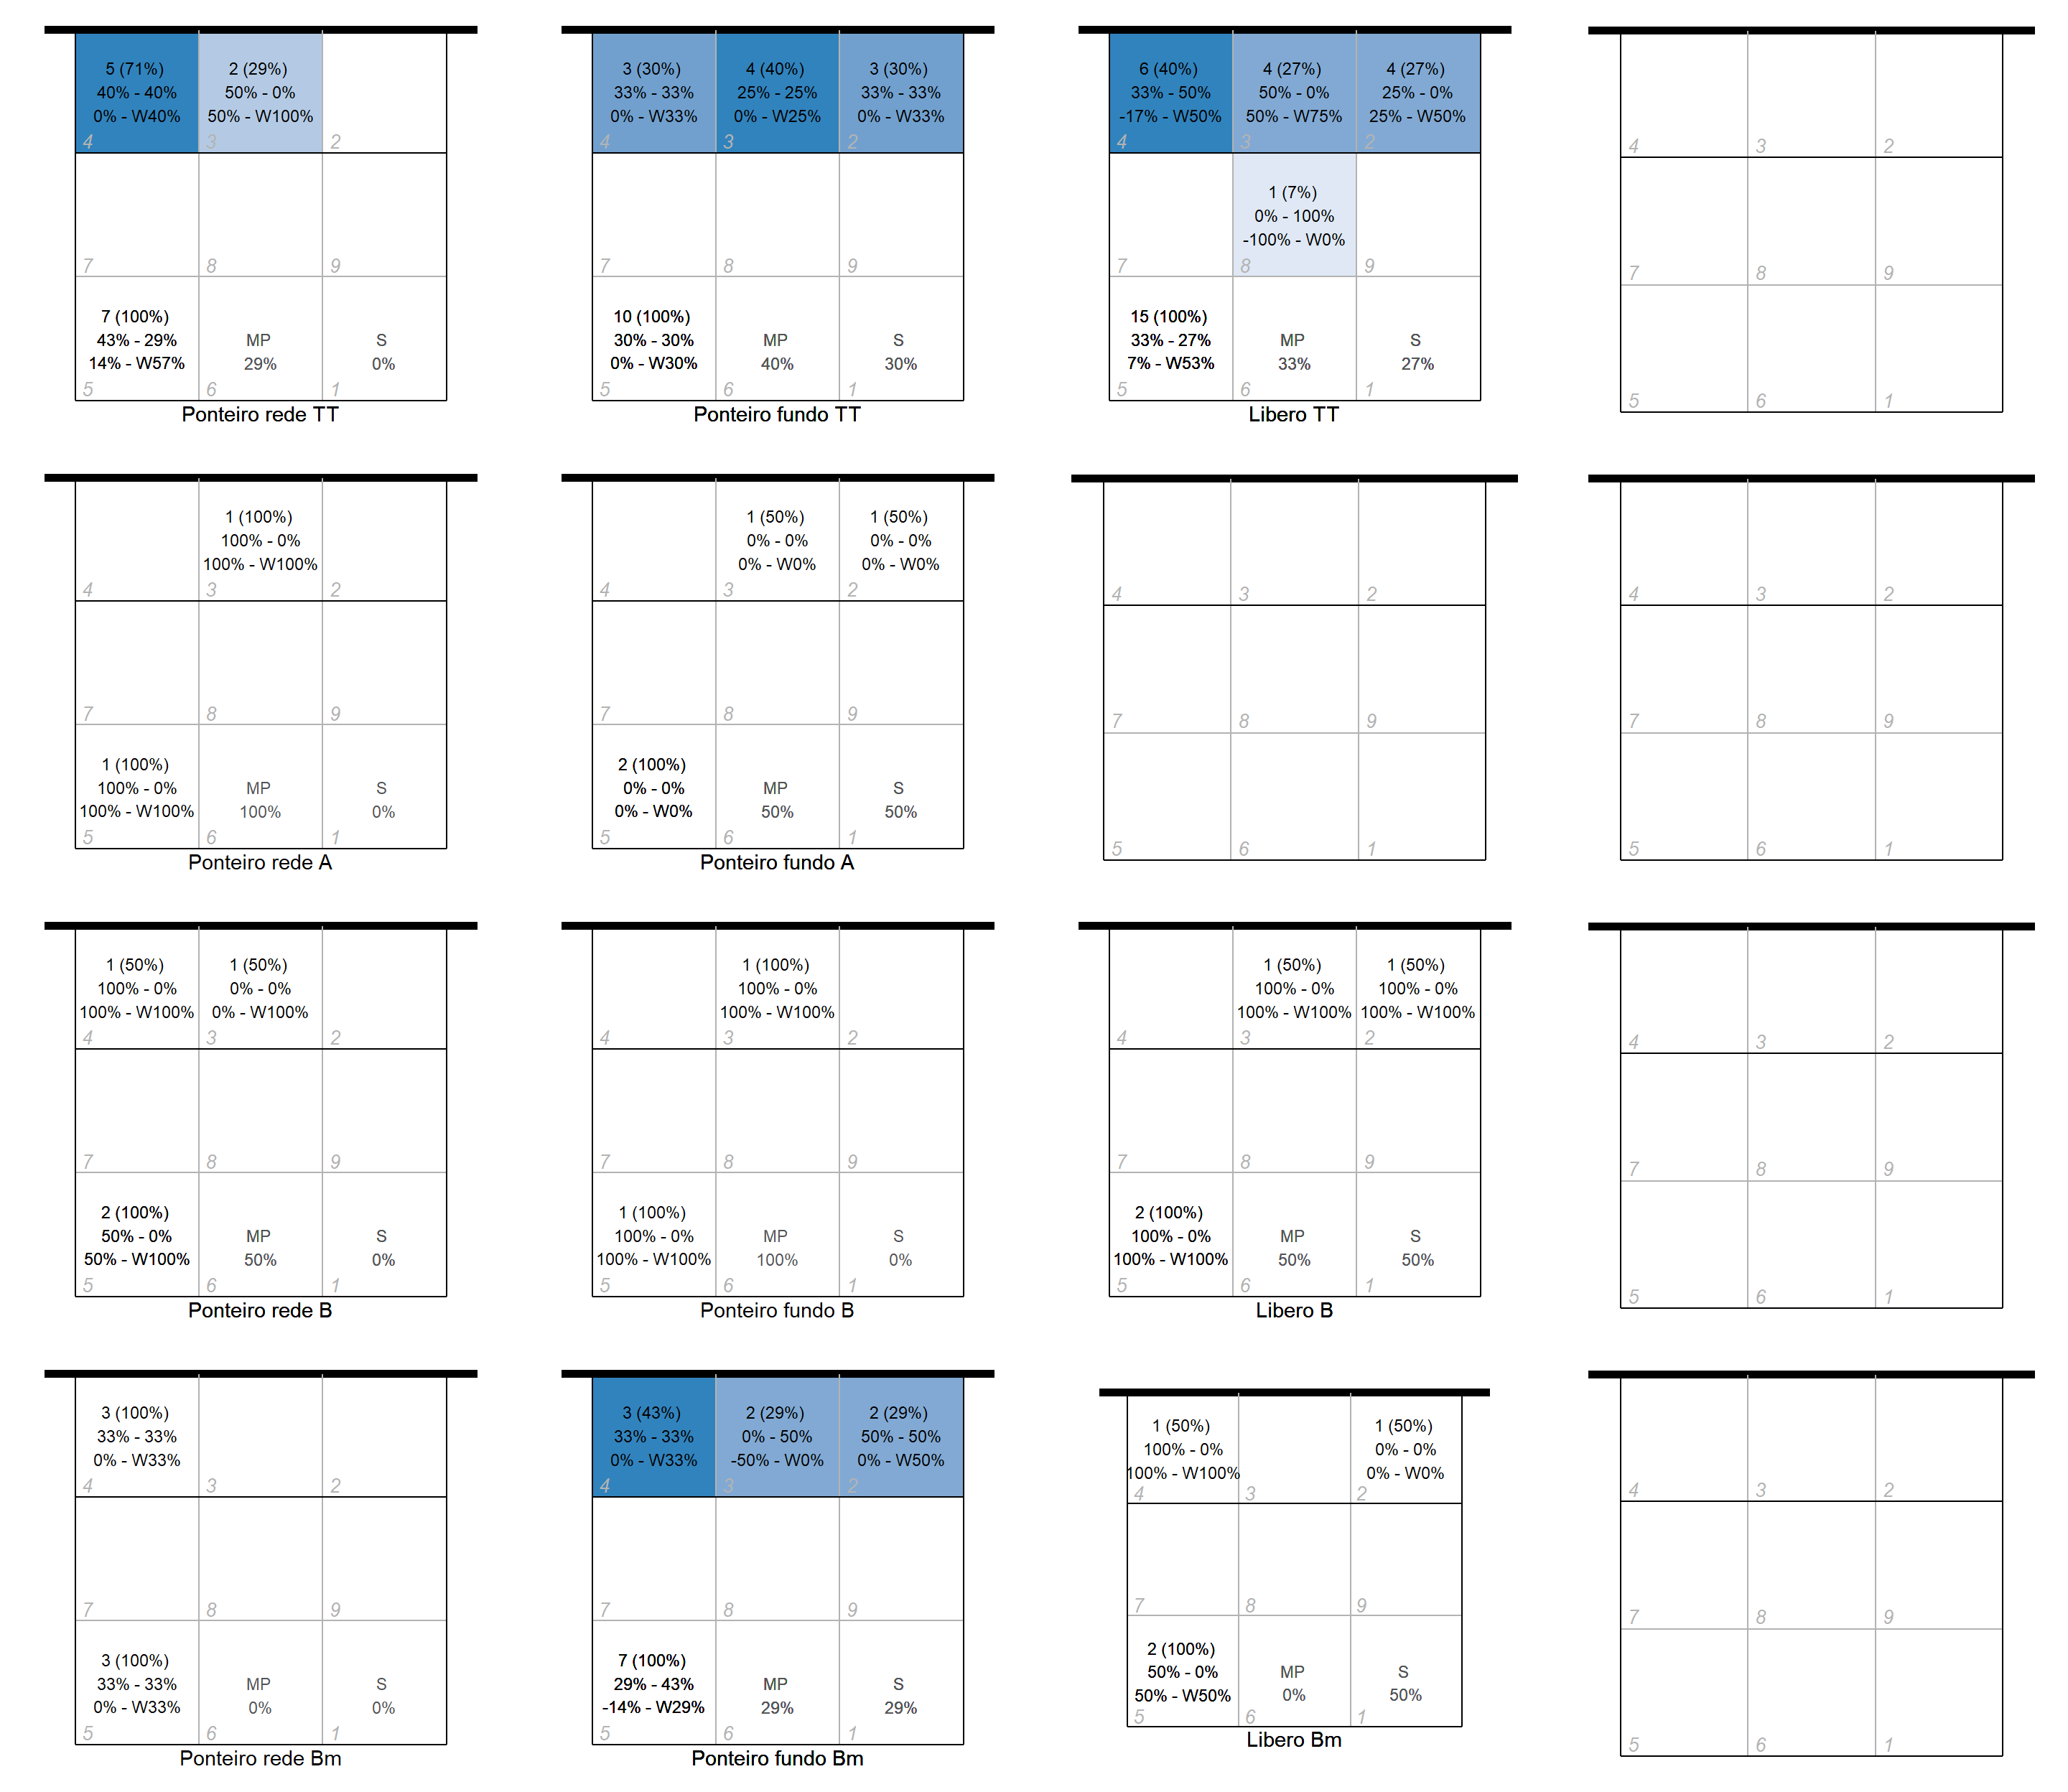 5 (71%)
40% - 40%
0% - W40%
4
2 (29%)
50% - 0%
50% - W100%
3
2
7
8
9
7 (100%)
43% - 29%
14% - W57%
5
MP
29%
6
S
0%
1
Ponteiro rede TT
3 (30%)
33% - 33%
0% - W33%
4
4 (40%)
25% - 25%
0% - W25%
3
3 (30%)
33% - 33%
0% - W33%
2
7
8
9
10 (100%)
30% - 30%
0% - W30%
5
MP
40%
6
S
30%
1
Ponteiro fundo TT
6 (40%)
33% - 50%
-17% - W50%
4
4 (27%)
50% - 0%
50% - W75%
3
4 (27%)
25% - 0%
25% - W50%
2
7
1 (7%)
0% - 100%
-100% - W0%
8
9
15 (100%)
33% - 27%
7% - W53%
5
MP
33%
6
S
27%
1
Libero TT
4
3
2
7
8
9
5
6
1
4
1 (100%)
100% - 0%
100% - W100%
3
2
7
8
9
1 (100%)
100% - 0%
100% - W100%
5
MP
100%
6
S
0%
1
Ponteiro rede A
4
1 (50%)
0% - 0%
0% - W0%
3
1 (50%)
0% - 0%
0% - W0%
2
7
8
9
2 (100%)
0% - 0%
0% - W0%
5
MP
50%
6
S
50%
1
Ponteiro fundo A
4
3
2
7
8
9
5
6
1
4
3
2
7
8
9
5
6
1
1 (50%)
100% - 0%
100% - W100%
4
1 (50%)
0% - 0%
0% - W100%
3
2
7
8
9
2 (100%)
50% - 0%
50% - W100%
5
MP
50%
6
S
0%
1
Ponteiro rede B
4
1 (100%)
100% - 0%
100% - W100%
3
2
7
8
9
1 (100%)
100% - 0%
100% - W100%
5
MP
100%
6
S
0%
1
Ponteiro fundo B
4
1 (50%)
100% - 0%
100% - W100%
3
1 (50%)
100% - 0%
100% - W100%
2
7
8
9
2 (100%)
100% - 0%
100% - W100%
5
MP
50%
6
S
50%
1
Libero B
4
3
2
7
8
9
5
6
1
3 (100%)
33% - 33%
0% - W33%
4
3
2
7
8
9
3 (100%)
33% - 33%
0% - W33%
5
MP
0%
6
S
0%
1
Ponteiro rede Bm
3 (43%)
33% - 33%
0% - W33%
4
2 (29%)
0% - 50%
-50% - W0%
3
2 (29%)
50% - 50%
0% - W50%
2
7
8
9
7 (100%)
29% - 43%
-14% - W29%
5
MP
29%
6
S
29%
1
Ponteiro fundo Bm
1 (50%)
100% - 0%
100% - W100%
4
3
1 (50%)
0% - 0%
0% - W0%
2
7
8
9
2 (100%)
50% - 0%
50% - W50%
5
MP
0%
6
S
50%
1
Libero Bm
4
3
2
7
8
9
5
6
1